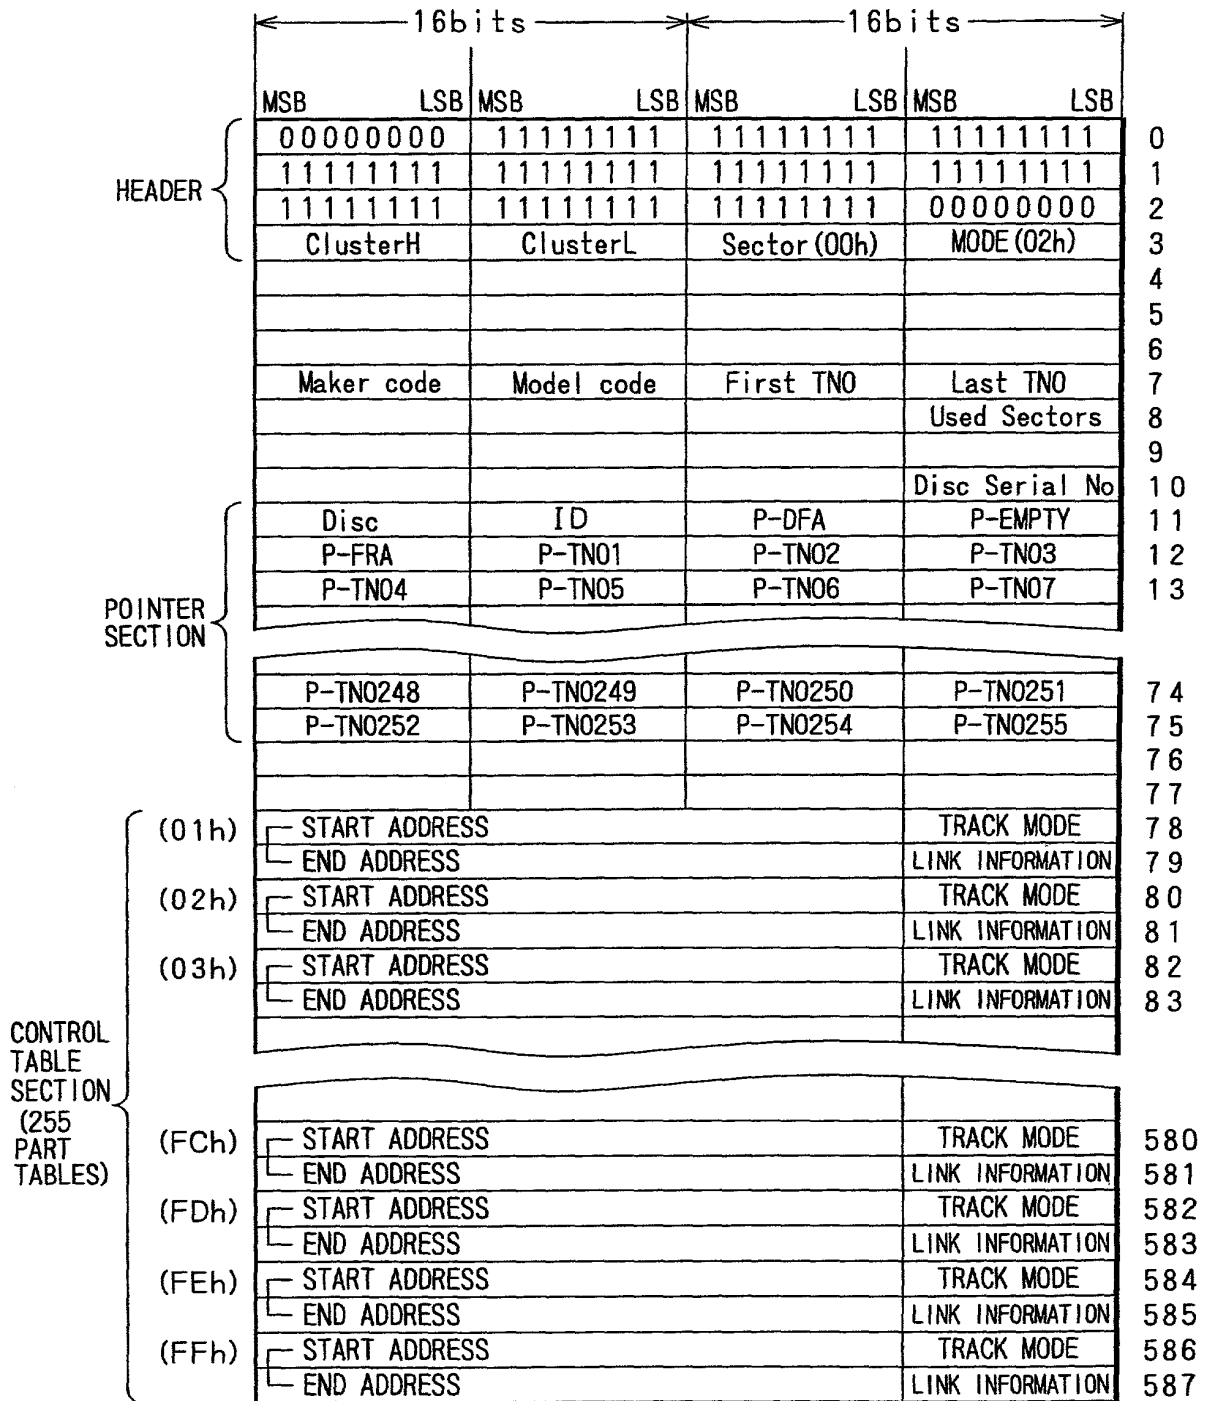 16bits 16bits
MSB LSB MSB LSB MSB LSB MSB LSB
00000000 11111111 11111111 11111111 0
11111111 11111111 11111111 11111111 1
HEADER
11111111 11111111 11111111 00000000 2
ClusterH ClusterL Sector(00h) MODE(02h) 3
4
5
6
Maker code Model code First TNO Last TNO 7
Used Sectors 8
9
Disc Serial No 10
Disc ID P-DFA P-EMPTY 11
P-FRA P-TNO1 P-TNO2 P-TNO3 12
P-TNO4 P-TNO5 P-TNO6 P-TNO7 13
POINTER
SECTION
P-TNO248 P-TNO249 P-TNO250 P-TNO251 74
P-TNO252 P-TNO253 P-TNO254 P-TNO255 75
76
77
(01h) START ADDRESS TRACK MODE 78
END ADDRESS LINK INFORMATION 79
(02h) START ADDRESS TRACK MODE 80
END ADDRESS LINK INFORMATION 81
(03h) START ADDRESS TRACK MODE 82
END ADDRESS LINK INFORMATION 83
CONTROL
TABLE
SECTION
(255
PART
TABLES)
(FCh) START ADDRESS TRACK MODE 580
END ADDRESS LINK INFORMATION 581
(FDh) START ADDRESS TRACK MODE 582
END ADDRESS LINK INFORMATION 583
(FEh) START ADDRESS TRACK MODE 584
END ADDRESS LINK INFORMATION 585
(FFh) START ADDRESS TRACK MODE 586
END ADDRESS LINK INFORMATION 587